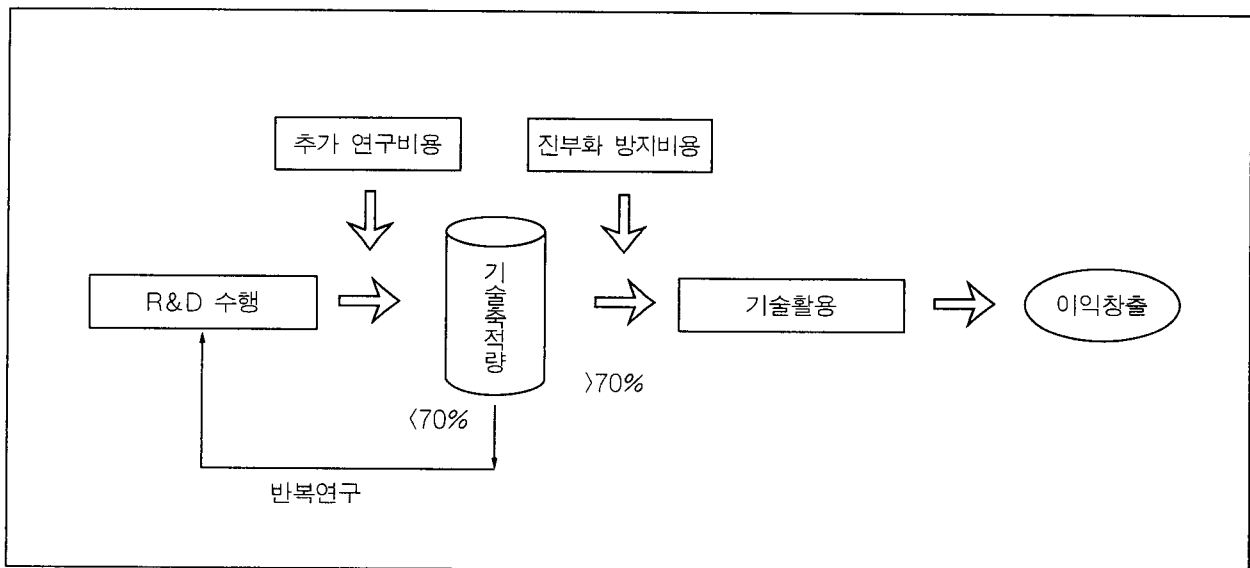 추가 연구비용
진부화 방지비용
R&D 수행
기술축적량
기술활용
이익창출
〉70%
〈70%
반복연구